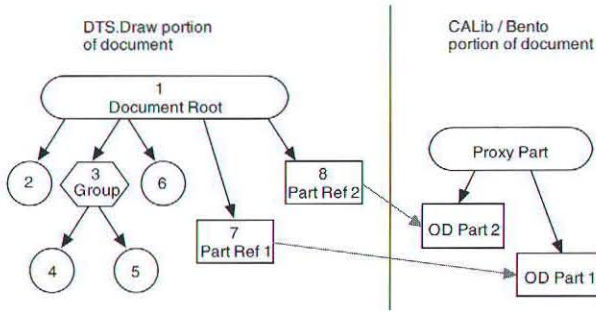 DTS.Draw portion
of document
CALib / Bento
portion of document
1
Document Root
2
3
Group
6
8
Part Ref 2
Proxy Part
7
Part Ref 1
OD Part 2
4
5
OD Part 1